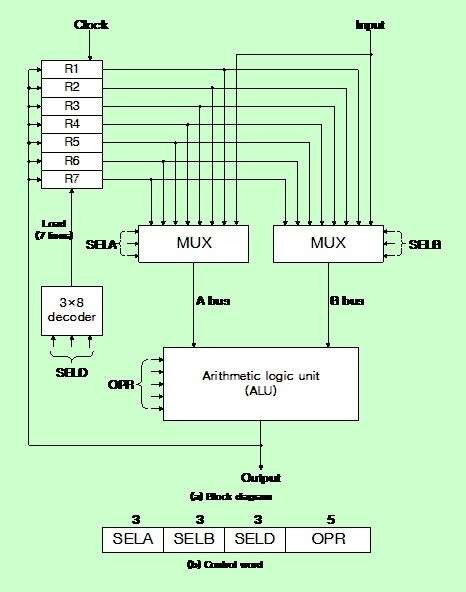 Clock Input
R1
R2
R3
R4
R5
R6
R7
Load
(7 lines)
SELA
MUX
MUX
SELB
A bus
B bus
3×8
decoder
SELD
OPR
Arithmetic logic unit
(ALU)
Output
(a) Block diagram
3 3 3 5
SELA SELB SELD OPR
(b) Control word